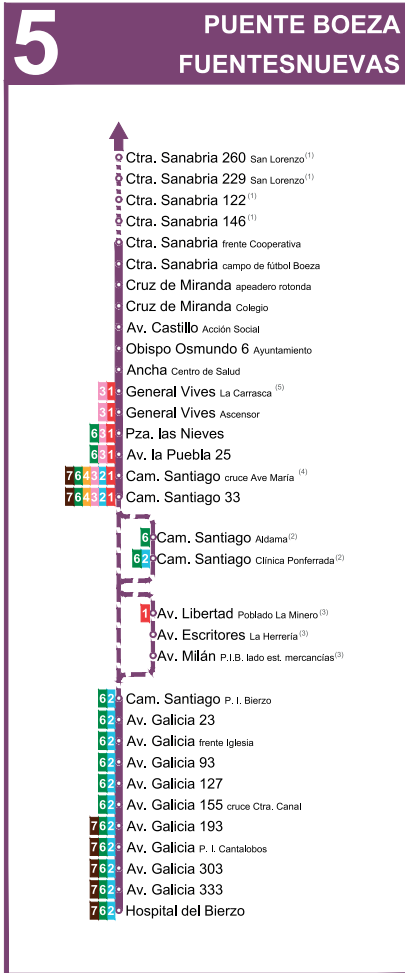 5
PUENTE BOEZA
FUENTESNUEVAS
Ctra. Sanabria 260 San Lorenzo(1)
Ctra. Sanabria 229 San Lorenzo(1)
Ctra. Sanabria 122(1)
Ctra. Sanabria 146(1)
Ctra. Sanabria frente Cooperativa
Ctra. Sanabria campo de fútbol Boeza
Cruz de Miranda apeadero rotonda
Cruz de Miranda Colegio
Av. Castillo Acción Social
Obispo Osmundo 6 Ayuntamiento
Ancha Centro de Salud
3 1 General Vives La Carrasca (5)
3 1 General Vives Ascensor
6 3 1 Pza. las Nieves
6 3 1 Av. la Puebla 25
7 6 4 3 2 1 Cam. Santiago cruce Ave María (4)
7 6 4 3 2 1 Cam. Santiago 33
6 Cam. Santiago Aldama(2)
6 2 Cam. Santiago Clínica Ponferrada(2)
1 Av. Libertad Poblado La Minero(3)
Av. Escritores La Herrería(3)
Av. Milán P.I.B. lado est. mercancías(3)
6 2 Cam. Santiago P. I. Bierzo
6 2 Av. Galicia 23
6 2 Av. Galicia frente Iglesia
6 2 Av. Galicia 93
6 2 Av. Galicia 127
6 2 Av. Galicia 155 cruce Ctra. Canal
7 6 2 Av. Galicia 193
7 6 2 Av. Galicia P. I. Cantalobos
7 6 2 Av. Galicia 303
7 6 2 Av. Galicia 333
7 6 2 Hospital del Bierzo